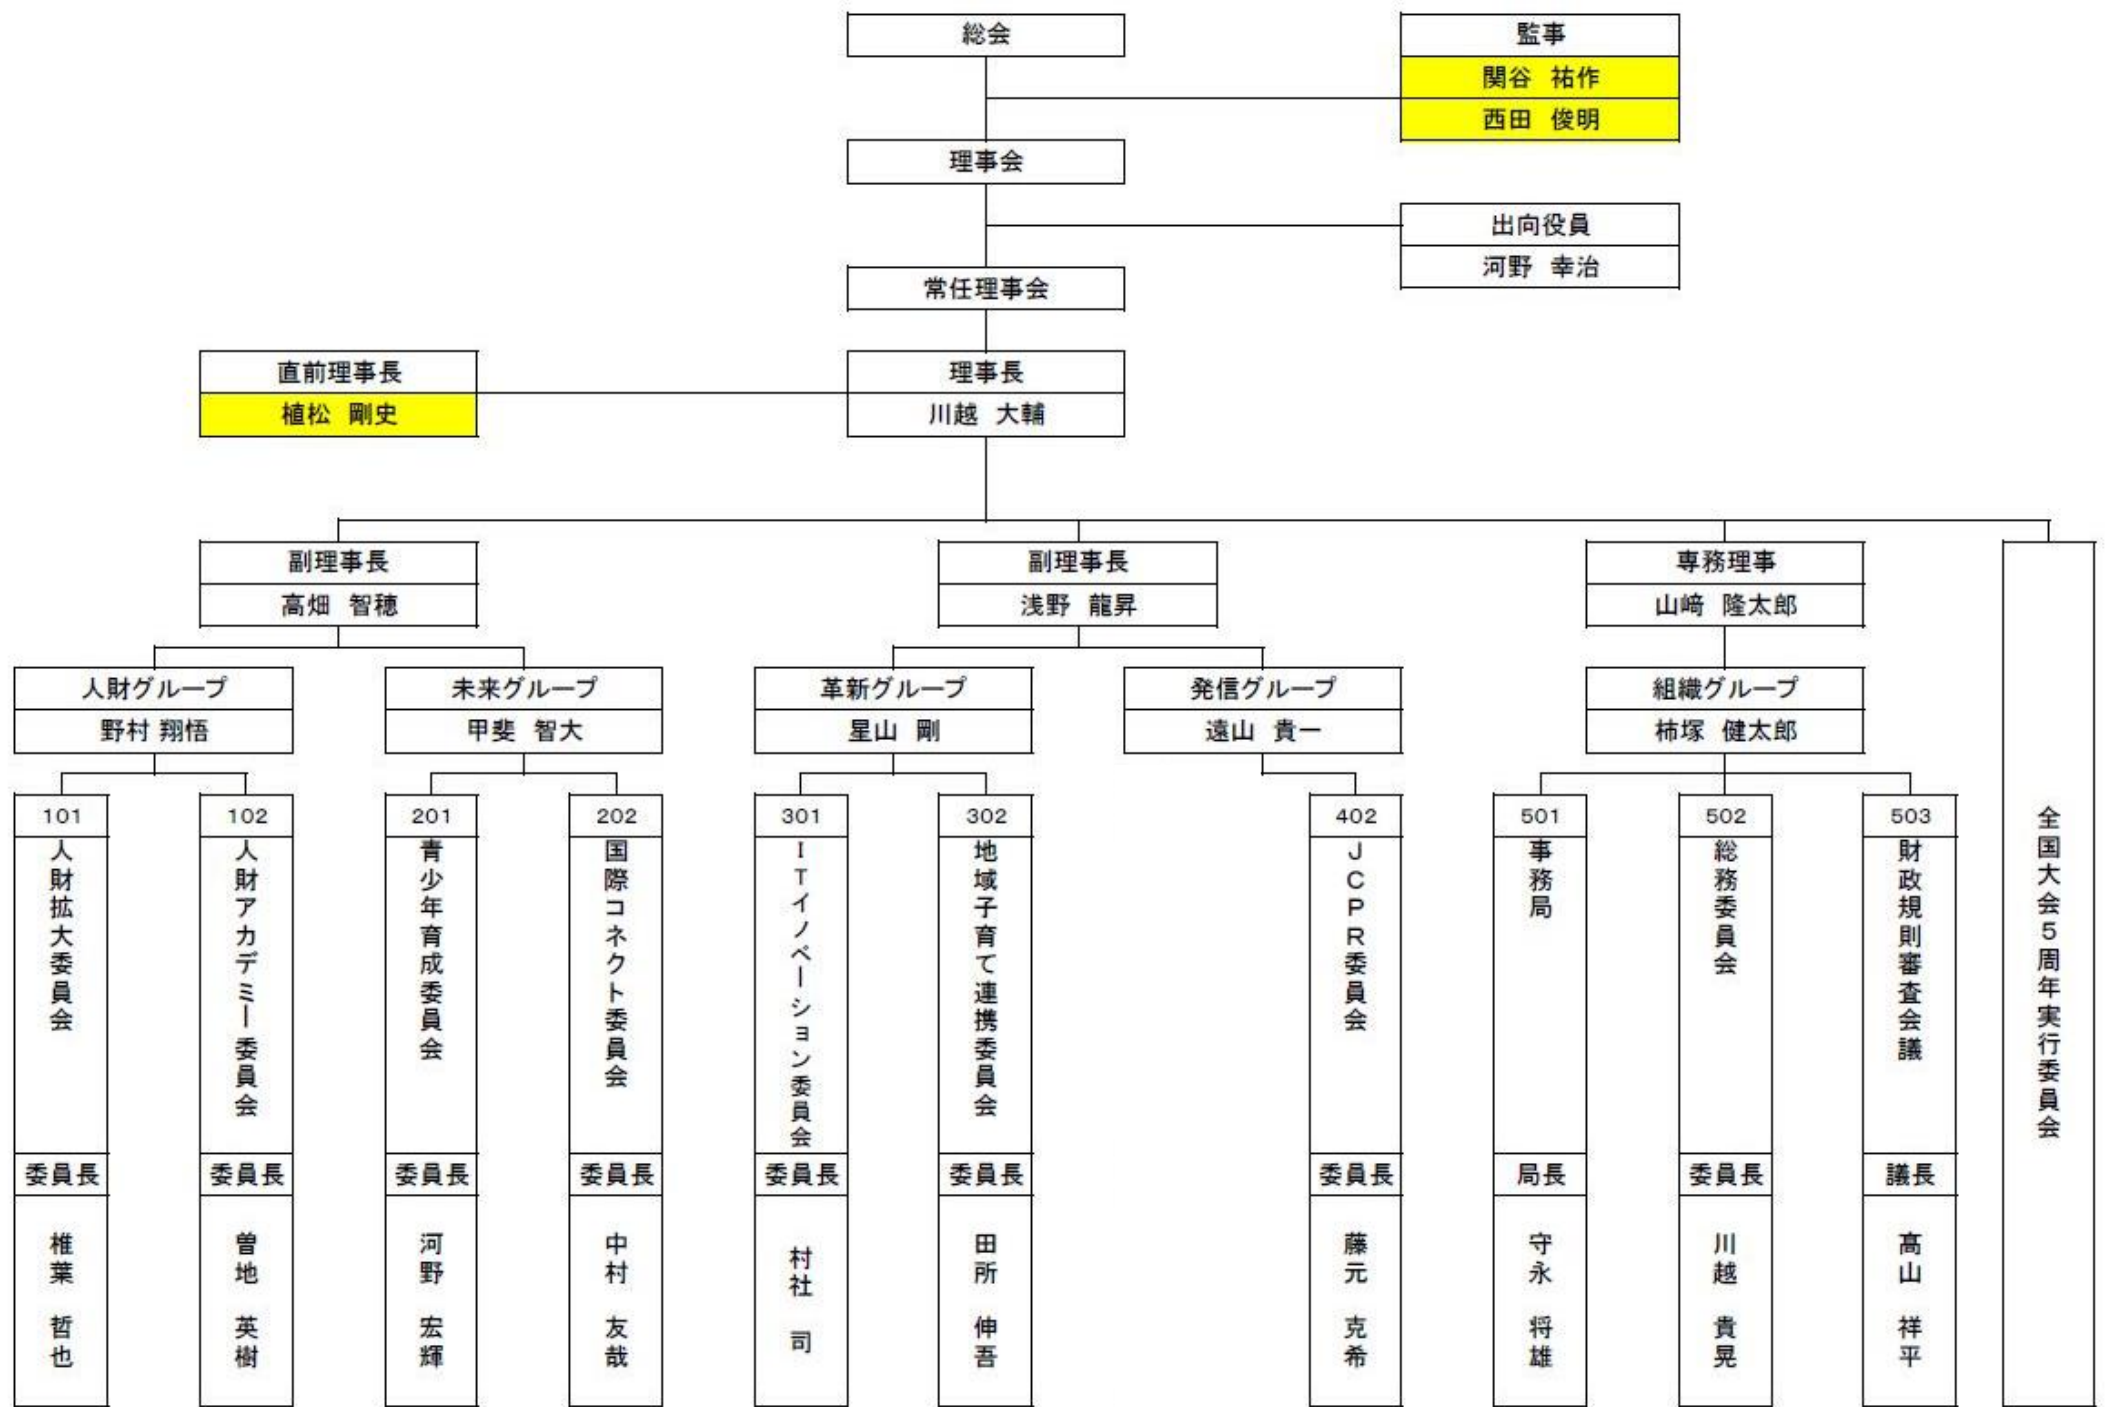 総会
監事
関谷 祐作
西田 俊明
理事会
出向役員
河野 幸治
常任理事会
直前理事長
植松 剛史
理事長
川越 大輔
副理事長
高畑 智穂
副理事長
浅野 龍昇
専務理事
山﨑 隆太郎
人財グループ
野村 翔悟
未来グループ
甲斐 智大
革新グループ
星山 剛
発信グループ
遠山 貴一
組織グループ
柿塚 健太郎
101
人財拡大委員会
委員長
椎葉 哲也
102
人財アカデミー委員会
委員長
曽地 英樹
201
青少年育成委員会
委員長
河野 宏輝
202
国際コネクト委員会
委員長
中村 友哉
301
ITイノベーション委員会
委員長
村社 司
302
地域子育て連携委員会
委員長
田所 伸吾
402
JCPR委員会
委員長
藤元 克希
501
事務局
局長
守永 将雄
502
総務委員会
委員長
川越 貴晃
503
財政規則審査会議
議長
髙山 祥平
全国大会5周年実行委員会